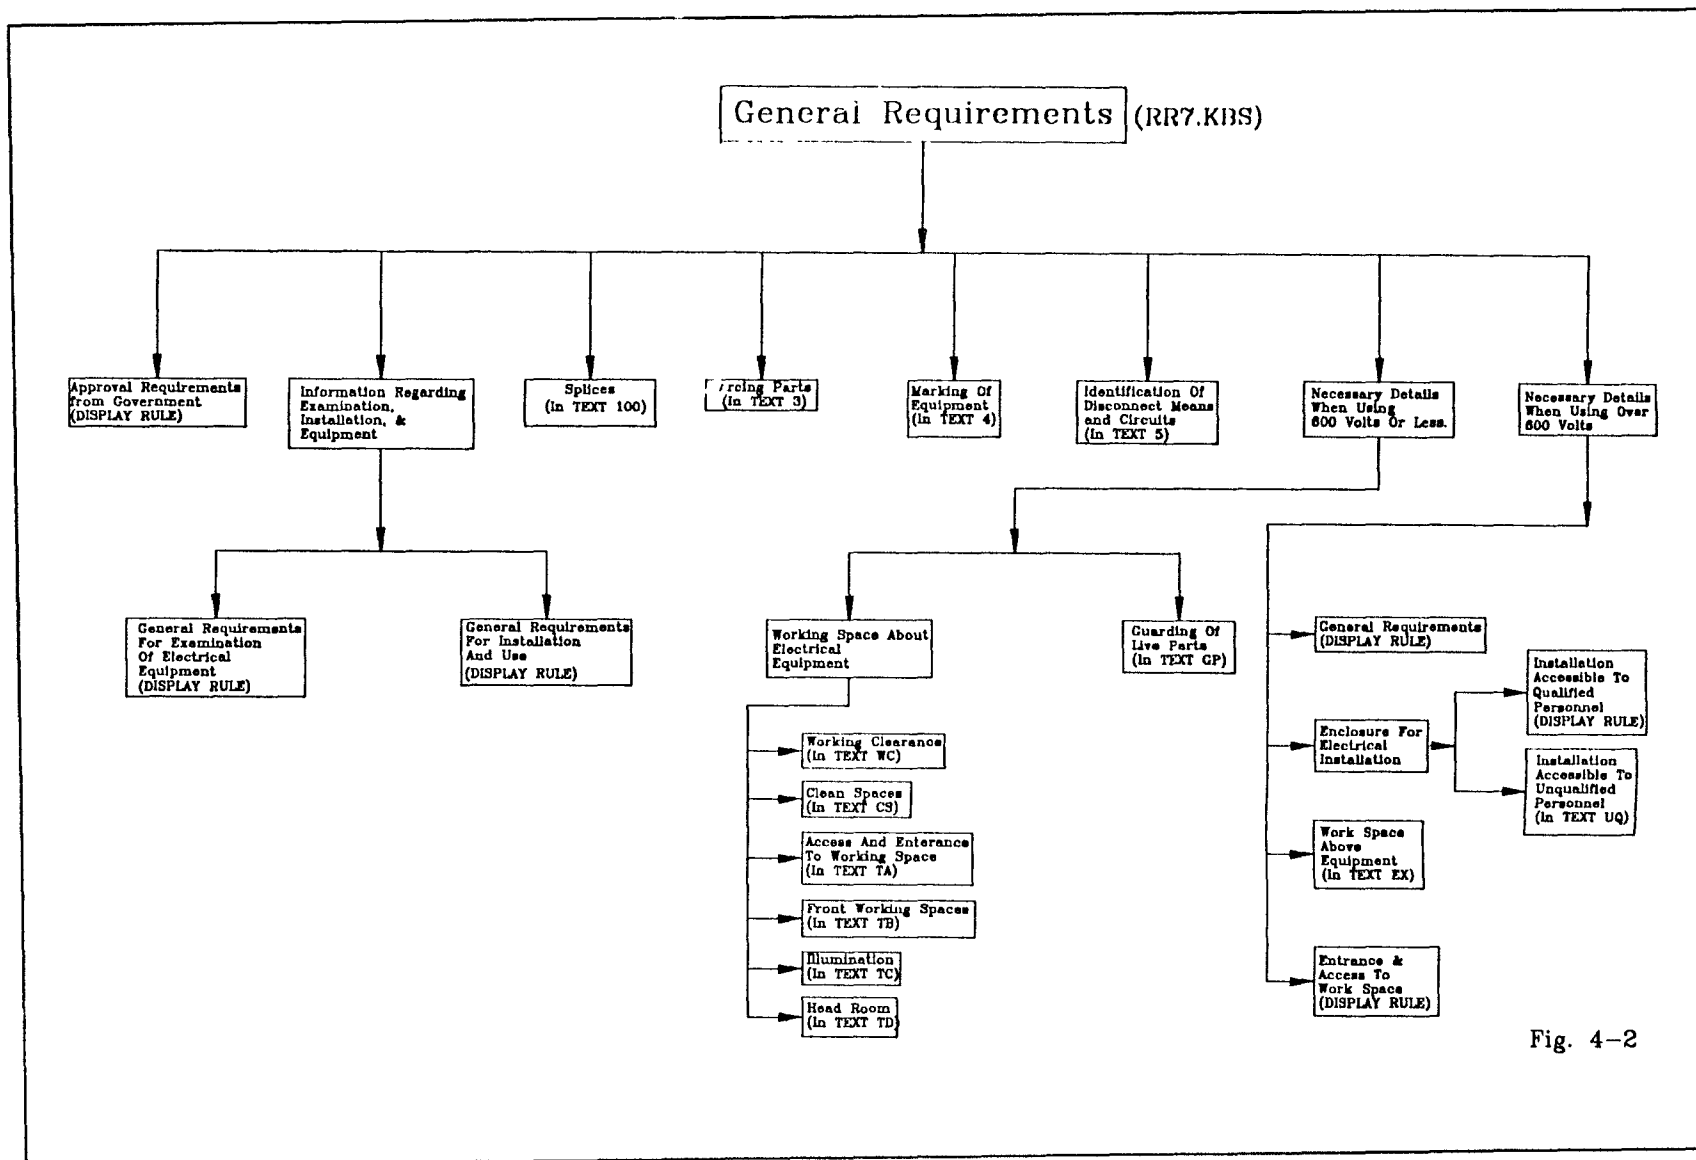 General Requirements (RR7.KBS)
Approval Requirements
from Government
(DISPLAY RULE)
Information Regarding
Examination,
Installation, &
Equipment
Splices
(In TEXT 100)
Arcing Parts
(In TEXT 3)
Marking Of
Equipment
(In TEXT 4)
Identification Of
Disconnect Means
and Circuits
(In TEXT 5)
Necessary Details
When Using
600 Volts Or Less.
Necessary Details
When Using Over
600 Volts
General Requirements
For Examination
Of Electrical
Equipment
(DISPLAY RULE)
General Requirements
For Installation
And Use
(DISPLAY RULE)
Working Space About
Electrical
Equipment
Guarding Of
Live Parts
(In TEXT GP)
Working Clearance
(In TEXT WC)
Clean Spaces
(In TEXT CS)
Access And Enterance
To Working Space
(In TEXT TA)
Front Working Spaces
(In TEXT TB)
Illumination
(In TEXT TC)
Head Room
(In TEXT TD)
General Requirements
(DISPLAY RULE)
Enclosure For
Electrical
Installation
Installation
Accessible To
Qualified
Personnel
(DISPLAY RULE)
Installation
Accessible To
Unqualified
Personnel
(In TEXT UQ)
Work Space
Above
Equipment
(In TEXT EX)
Entrance &
Access To
Work Space
(DISPLAY RULE)
Fig. 4-2